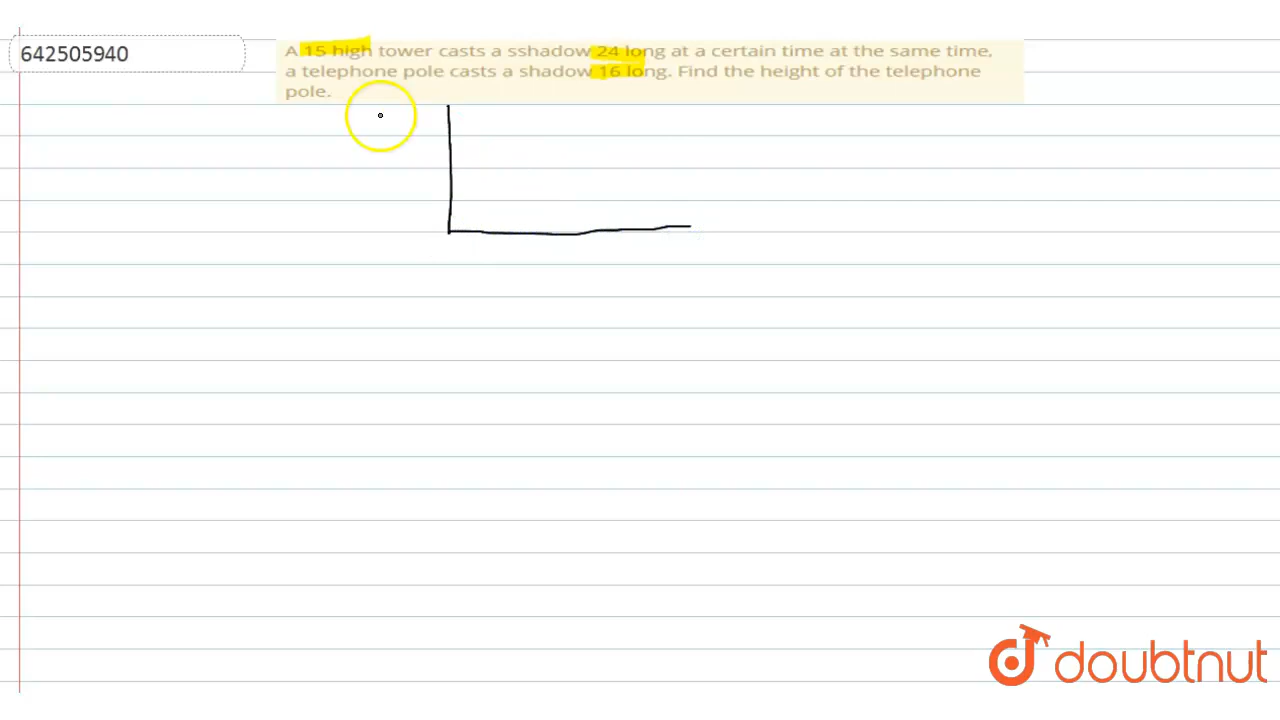 642505940
A 15 high tower casts a sshadow 24 long at a certain time at the same time,
a telephone pole casts a shadow 16 long. Find the height of the telephone
pole.
doubtnut